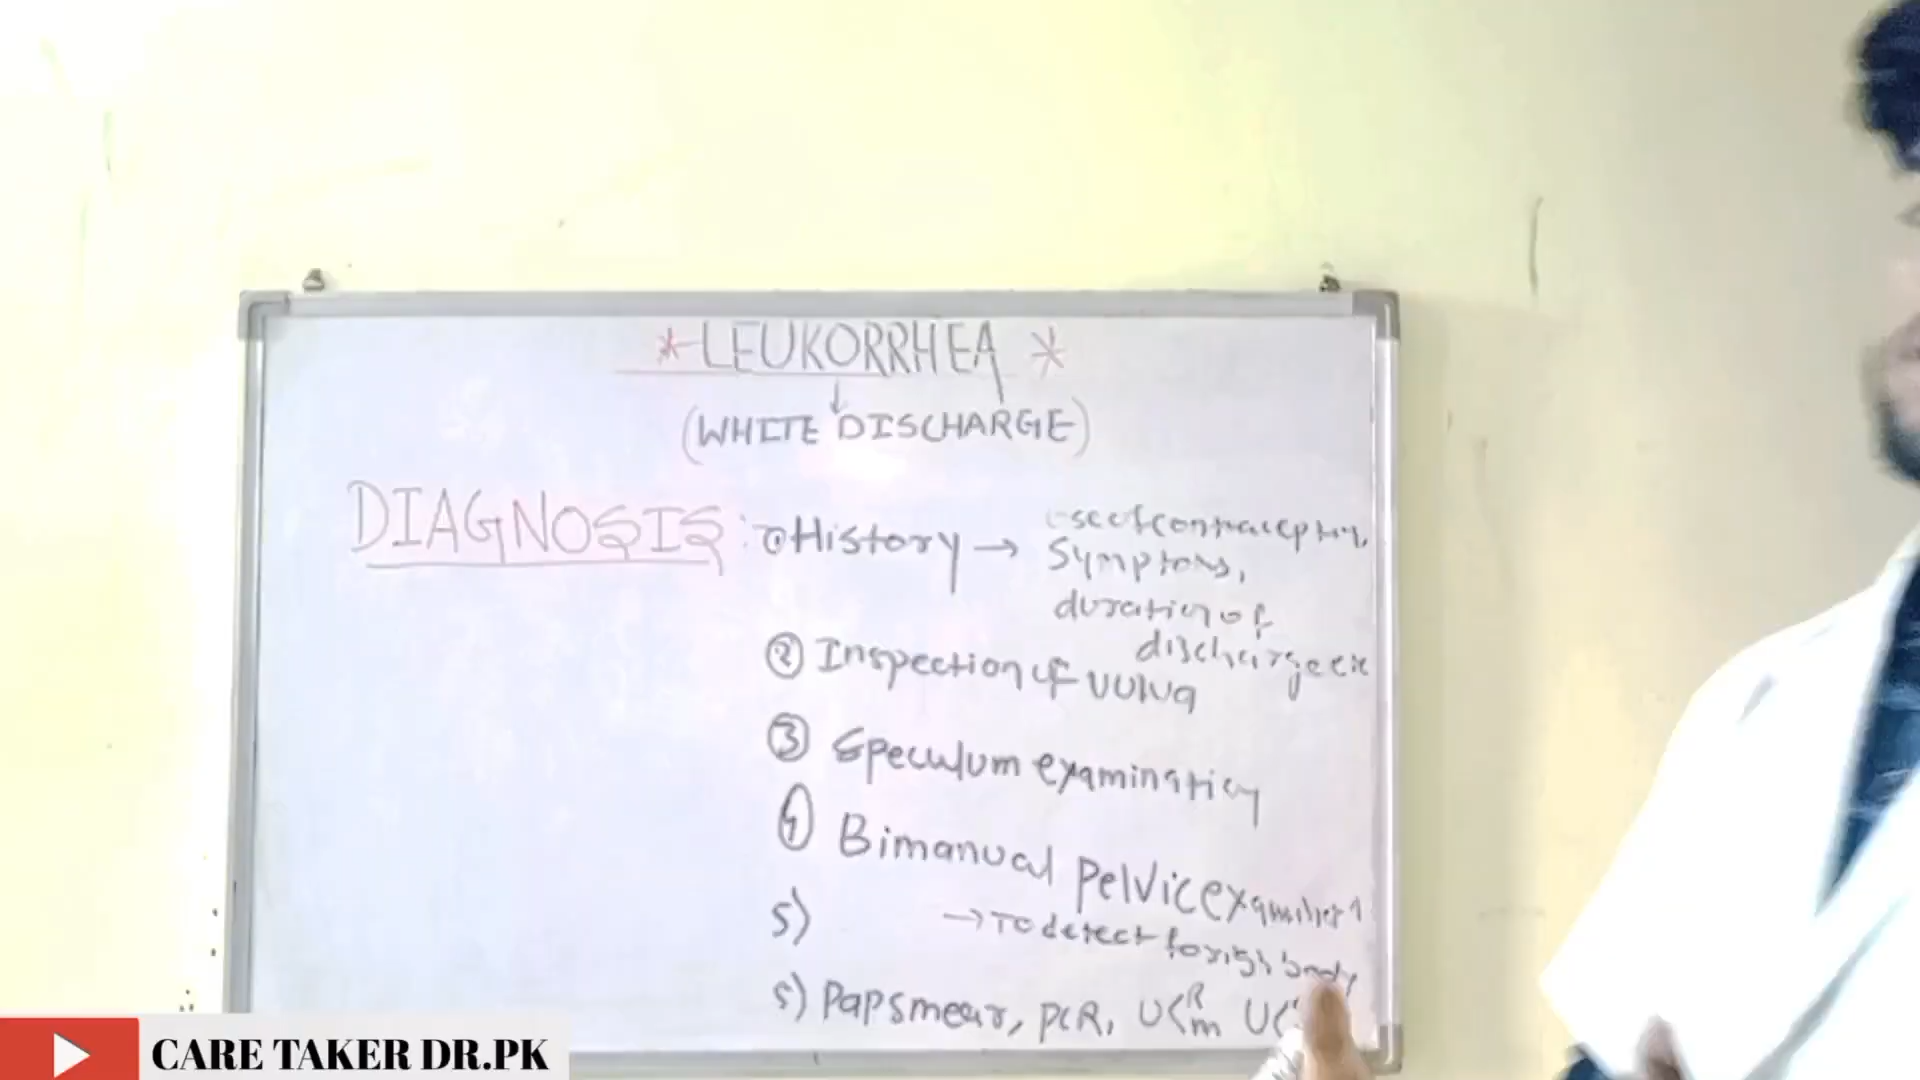 * LEUKORRHEA *
↓
(WHITE DISCHARGE)
DIAGNOSIS : ① History → use of contraception,
Symptoms,
duration of
discharge etc
② Inspection of vulva
③ Speculum examination
④ Bimanual Pelvic examination
5) → To detect forign body
5) Papsmear, PCR, U<R M U<
CARE TAKER DR.PK